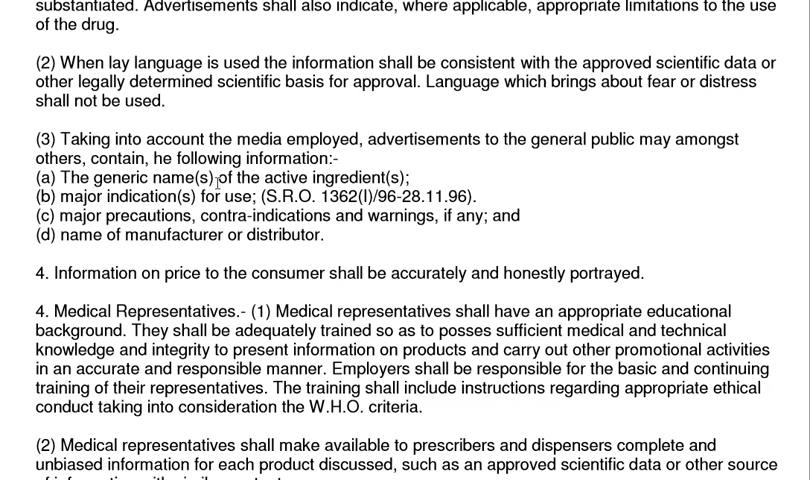 substantiated. Advertisements shall also indicate, where applicable, appropriate limitations to the use
of the drug.
(2) When lay language is used the information shall be consistent with the approved scientific data or
other legally determined scientific basis for approval. Language which brings about fear or distress
shall not be used.
(3) Taking into account the media employed, advertisements to the general public may amongst
others, contain, he following information:-
(a) The generic name(s) of the active ingredient(s);
(b) major indication(s) for use; (S.R.O. 1362(I)/96-28.11.96).
(c) major precautions, contra-indications and warnings, if any; and
(d) name of manufacturer or distributor.
4. Information on price to the consumer shall be accurately and honestly portrayed.
4. Medical Representatives.- (1) Medical representatives shall have an appropriate educational
background. They shall be adequately trained so as to posses sufficient medical and technical
knowledge and integrity to present information on products and carry out other promotional activities
in an accurate and responsible manner. Employers shall be responsible for the basic and continuing
training of their representatives. The training shall include instructions regarding appropriate ethical
conduct taking into consideration the W.H.O. criteria.
(2) Medical representatives shall make available to prescribers and dispensers complete and
unbiased information for each product discussed, such as an approved scientific data or other source